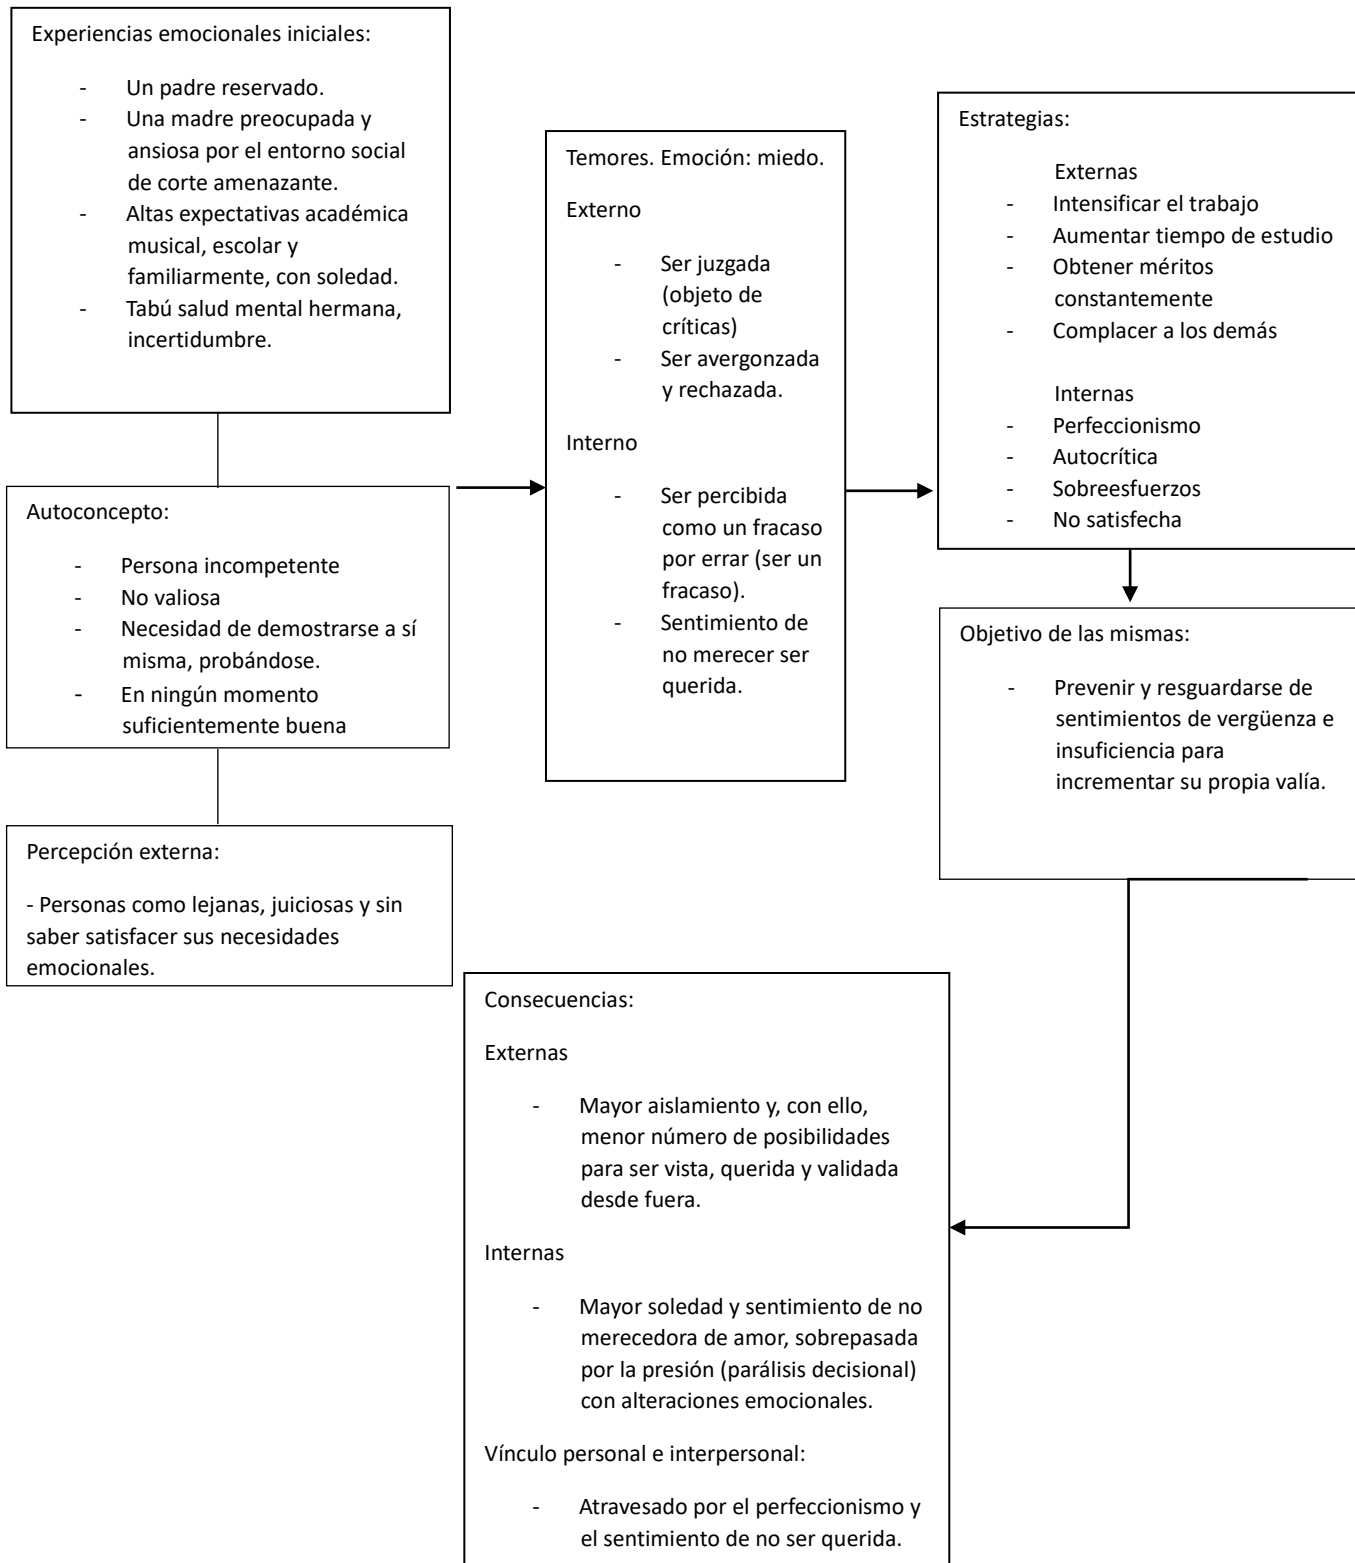 Experiencias emocionales iniciales:
- Un padre reservado.
- Una madre preocupada y
ansiosa por el entorno social
de corte amenazante.
- Altas expectativas académica
musical, escolar y
familiarmente, con soledad.
- Tabú salud mental hermana,
incertidumbre.
Autoconcepto:
- Persona incompetente
- No valiosa
- Necesidad de demostrarse a sí
misma, probándose.
- En ningún momento
suficientemente buena
Percepción externa:
- Personas como lejanas, juiciosas y sin
saber satisfacer sus necesidades
emocionales.
Temores. Emoción: miedo.
Externo
- Ser juzgada
(objeto de
críticas)
- Ser avergonzada
y rechazada.
Interno
- Ser percibida
como un fracaso
por errar (ser un
fracaso).
- Sentimiento de
no merecer ser
querida.
Estrategias:
Externas
- Intensificar el trabajo
- Aumentar tiempo de estudio
- Obtener méritos
constantemente
- Complacer a los demás
Internas
- Perfeccionismo
- Autocrítica
- Sobreesfuerzos
- No satisfecha
Objetivo de las mismas:
- Prevenir y resguardarse de
sentimientos de vergüenza e
insuficiencia para
incrementar su propia valía.
Consecuencias:
Externas
- Mayor aislamiento y, con ello,
menor número de posibilidades
para ser vista, querida y validada
desde fuera.
Internas
- Mayor soledad y sentimiento de no
merecedora de amor, sobrepasada
por la presión (parálisis decisional)
con alteraciones emocionales.
Vínculo personal e interpersonal:
- Atravesado por el perfeccionismo y
el sentimiento de no ser querida.